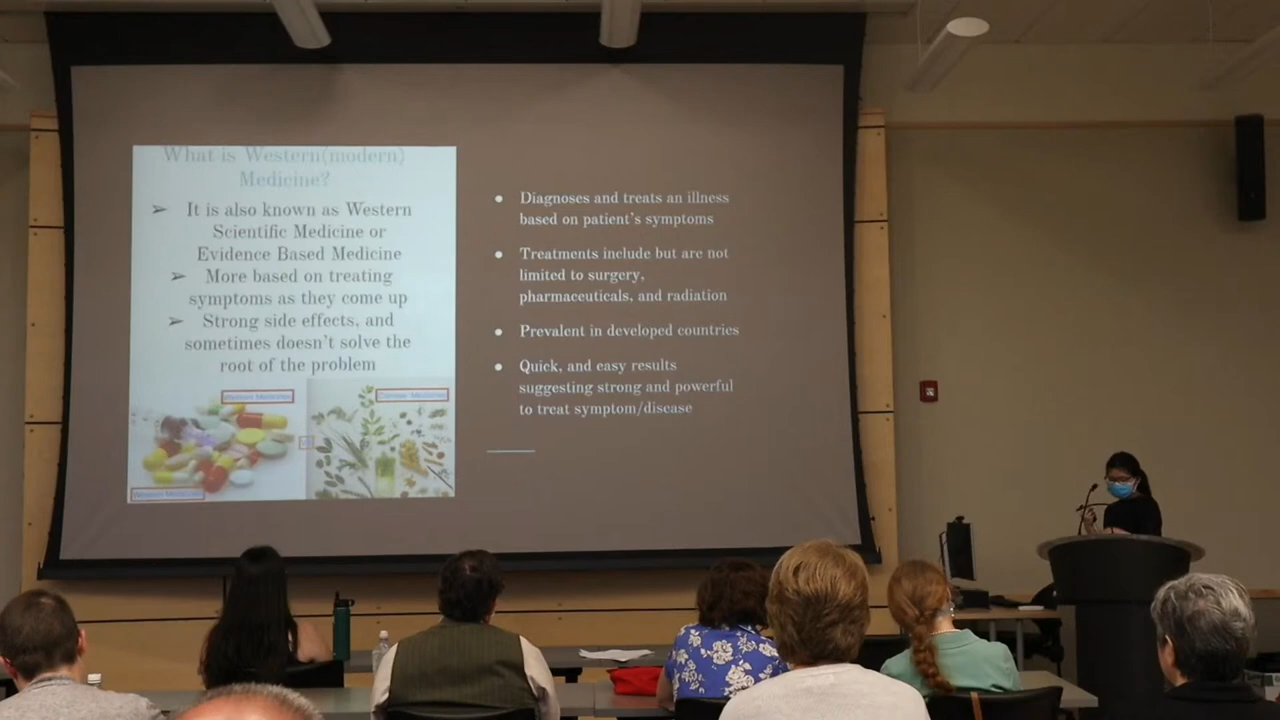 What is Western(modern)
Medicine?
➢ It is also known as Western
Scientific Medicine or
Evidence Based Medicine
➢ More based on treating
symptoms as they come up
➢ Strong side effects, and
sometimes doesn't solve the
root of the problem
Western Medicines
● Diagnoses and treats an illness
based on patient's symptoms
● Treatments include but are not
limited to surgery,
pharmaceuticals, and radiation
● Prevalent in developed countries
● Quick, and easy results
suggesting strong and powerful
to treat symptom/disease